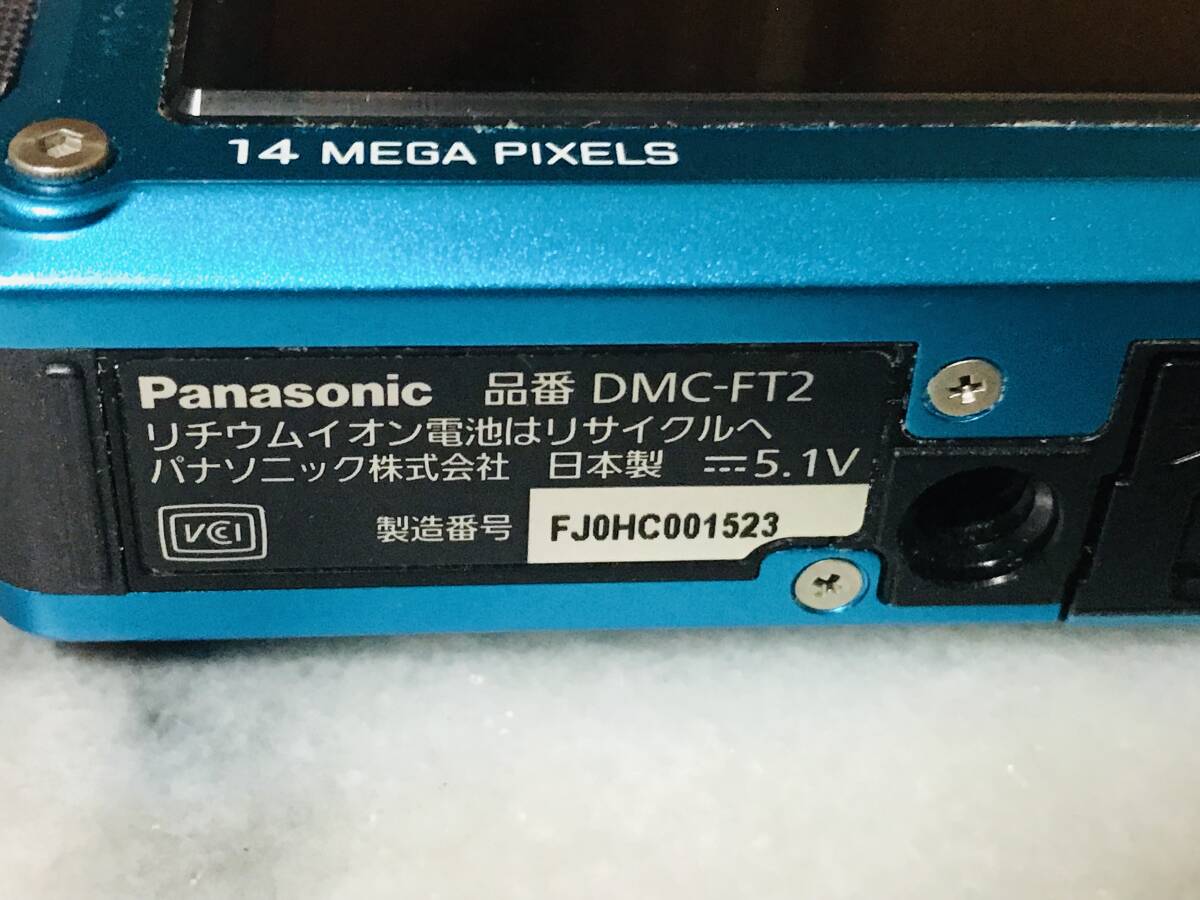 14 MEGA PIXELS
Panasonic 品番 DMC-FT2
リチウムイオン電池はリサイクルへ
パナソニック株式会社 日本製 ⎓5.1V
VCCI 製造番号 FJ0HC001523